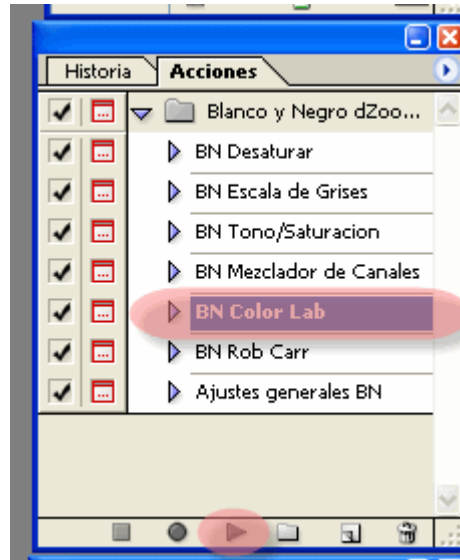 Historia Acciones
Blanco y Negro dZoo...
BN Desaturar
BN Escala de Grises
BN Tono/Saturacion
BN Mezclador de Canales
BN Color Lab
BN Rob Carr
Ajustes generales BN